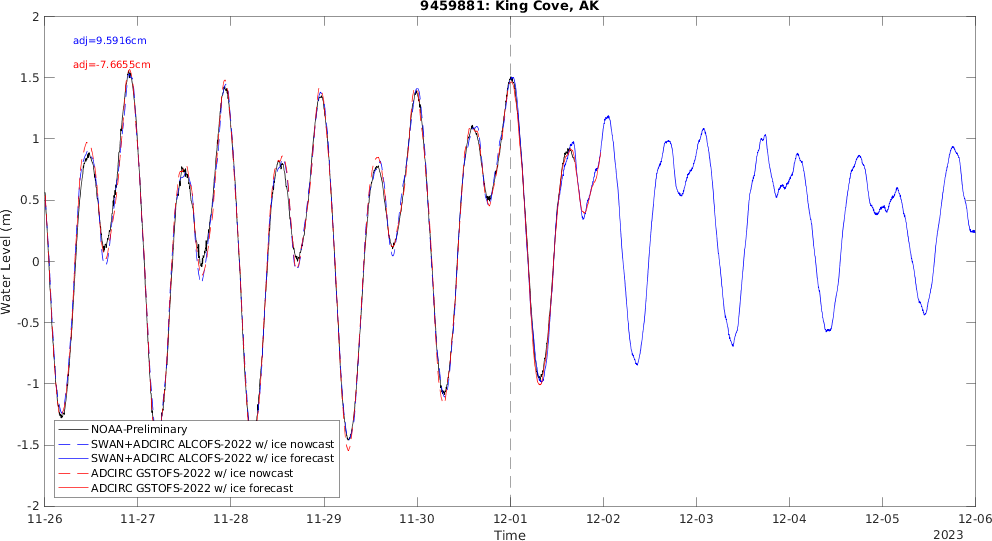 9459881: King Cove, AK
adj=9.5916cm
adj=-7.6655cm
Water Level (m)
2
1.5
1
0.5
0
-0.5
-1
-1.5
-2
NOAA-Preliminary
SWAN+ADCIRC ALCOFS-2022 w/ ice nowcast
SWAN+ADCIRC ALCOFS-2022 w/ ice forecast
ADCIRC GSTOFS-2022 w/ ice nowcast
ADCIRC GSTOFS-2022 w/ ice forecast
11-26 11-27 11-28 11-29 11-30 12-01 12-02 12-03 12-04 12-05 12-06
Time
2023